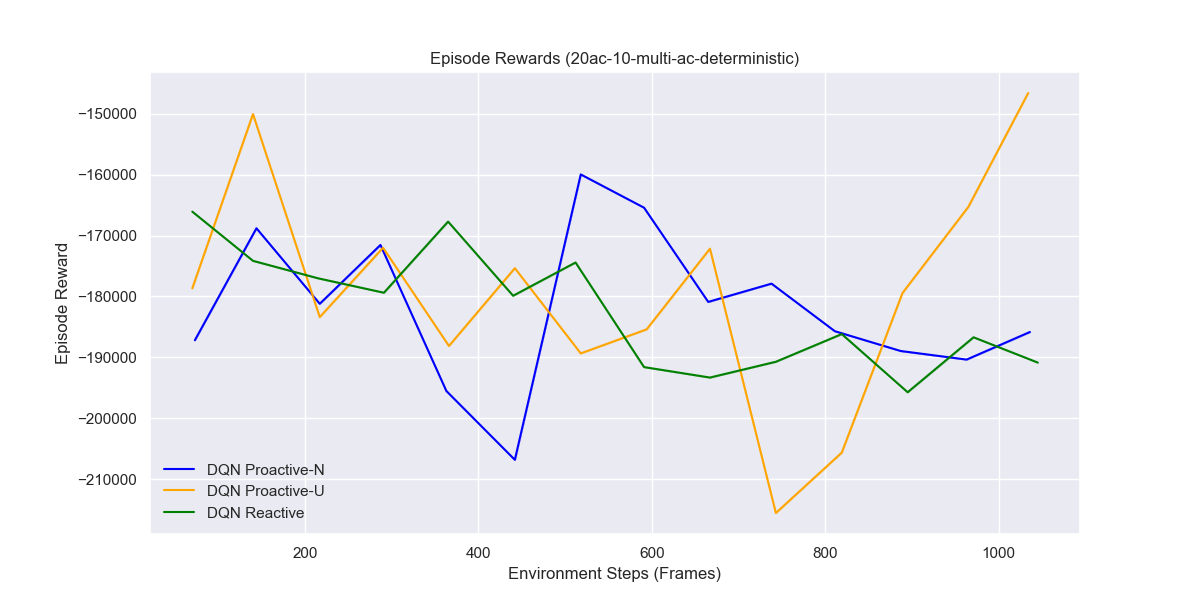 Episode Rewards (20ac-10-multi-ac-deterministic)
Episode Reward
−150000
−160000
−170000
−180000
−190000
−200000
−210000
DQN Proactive-N
DQN Proactive-U
DQN Reactive
200
400
600
800
1000
Environment Steps (Frames)